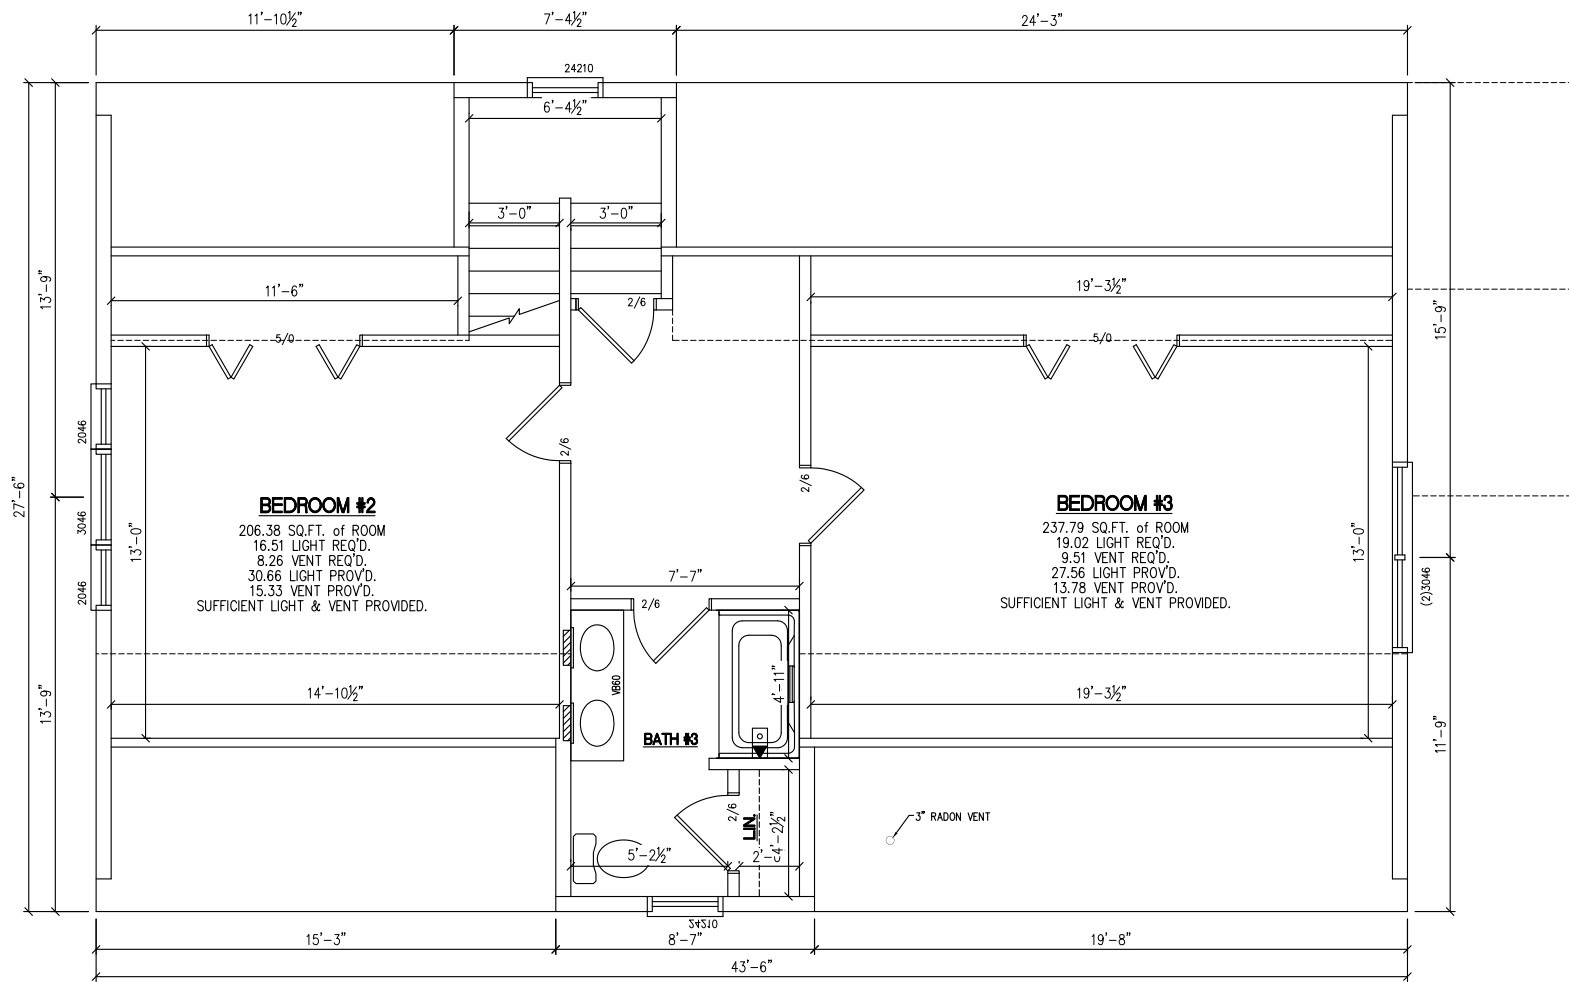 11'-10½"
7'-4½"
24'-3"
24210
6'-4½"
3'-0"
3'-0"
13'-9"
11'-6"
2/6
19'-3½"
15'-9"
5/0
5/0
2046
2/6
27'-6"
3046
13'-0"
BEDROOM #2
206.38 SQ.FT. of ROOM
16.51 LIGHT REQ'D.
8.26 VENT REQ'D.
30.66 LIGHT PROV'D.
15.33 VENT PROV'D.
SUFFICIENT LIGHT & VENT PROVIDED.
2/6
BEDROOM #3
237.79 SQ.FT. of ROOM
19.02 LIGHT REQ'D.
9.51 VENT REQ'D.
27.56 LIGHT PROV'D.
13.78 VENT PROV'D.
SUFFICIENT LIGHT & VENT PROVIDED.
13'-0"
2046
7'-7"
(2)3046
2/6
13'-9"
14'-10½"
VB60
4'-11"
19'-3½"
11'-9"
BATH #3
2/6
LIN.
4'-2½"
3" RADON VENT
5'-2½"
24210
15'-3"
8'-7"
19'-8"
43'-6"